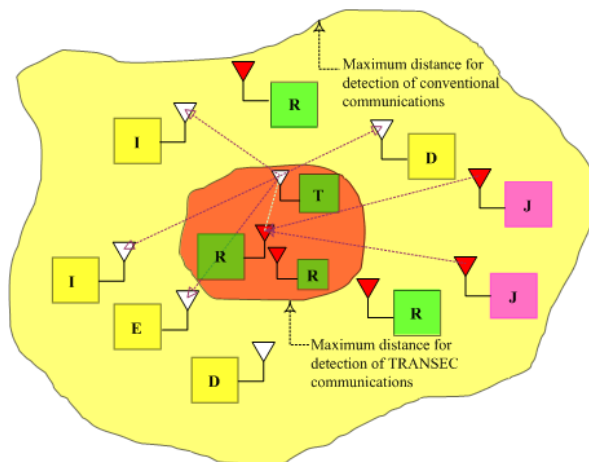 Maximum distance for
detection of conventional
communications
R
I
D
T
J
R
R
I
J
E
R
Maximum distance for
detection of TRANSEC
communications
D